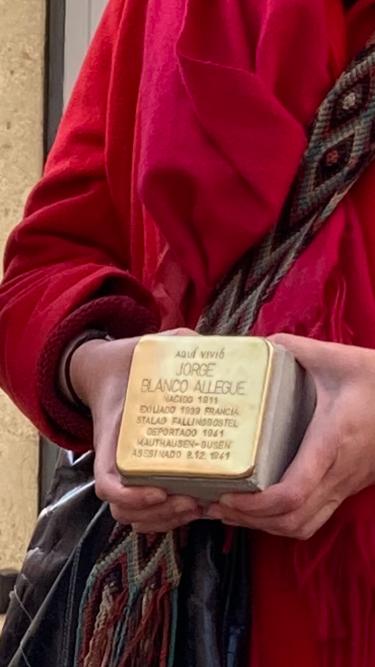 AQUÍ VIVIÓ
JORGE
BLANCO ALLEGUE
NACIDO 1911
EXILIADO 1939 FRANCIA
STALAG FALLINGBOSTEL
DEPORTADO 1941
MAUTHAUSEN-GUSEN
ASESINADO 8.12.1941